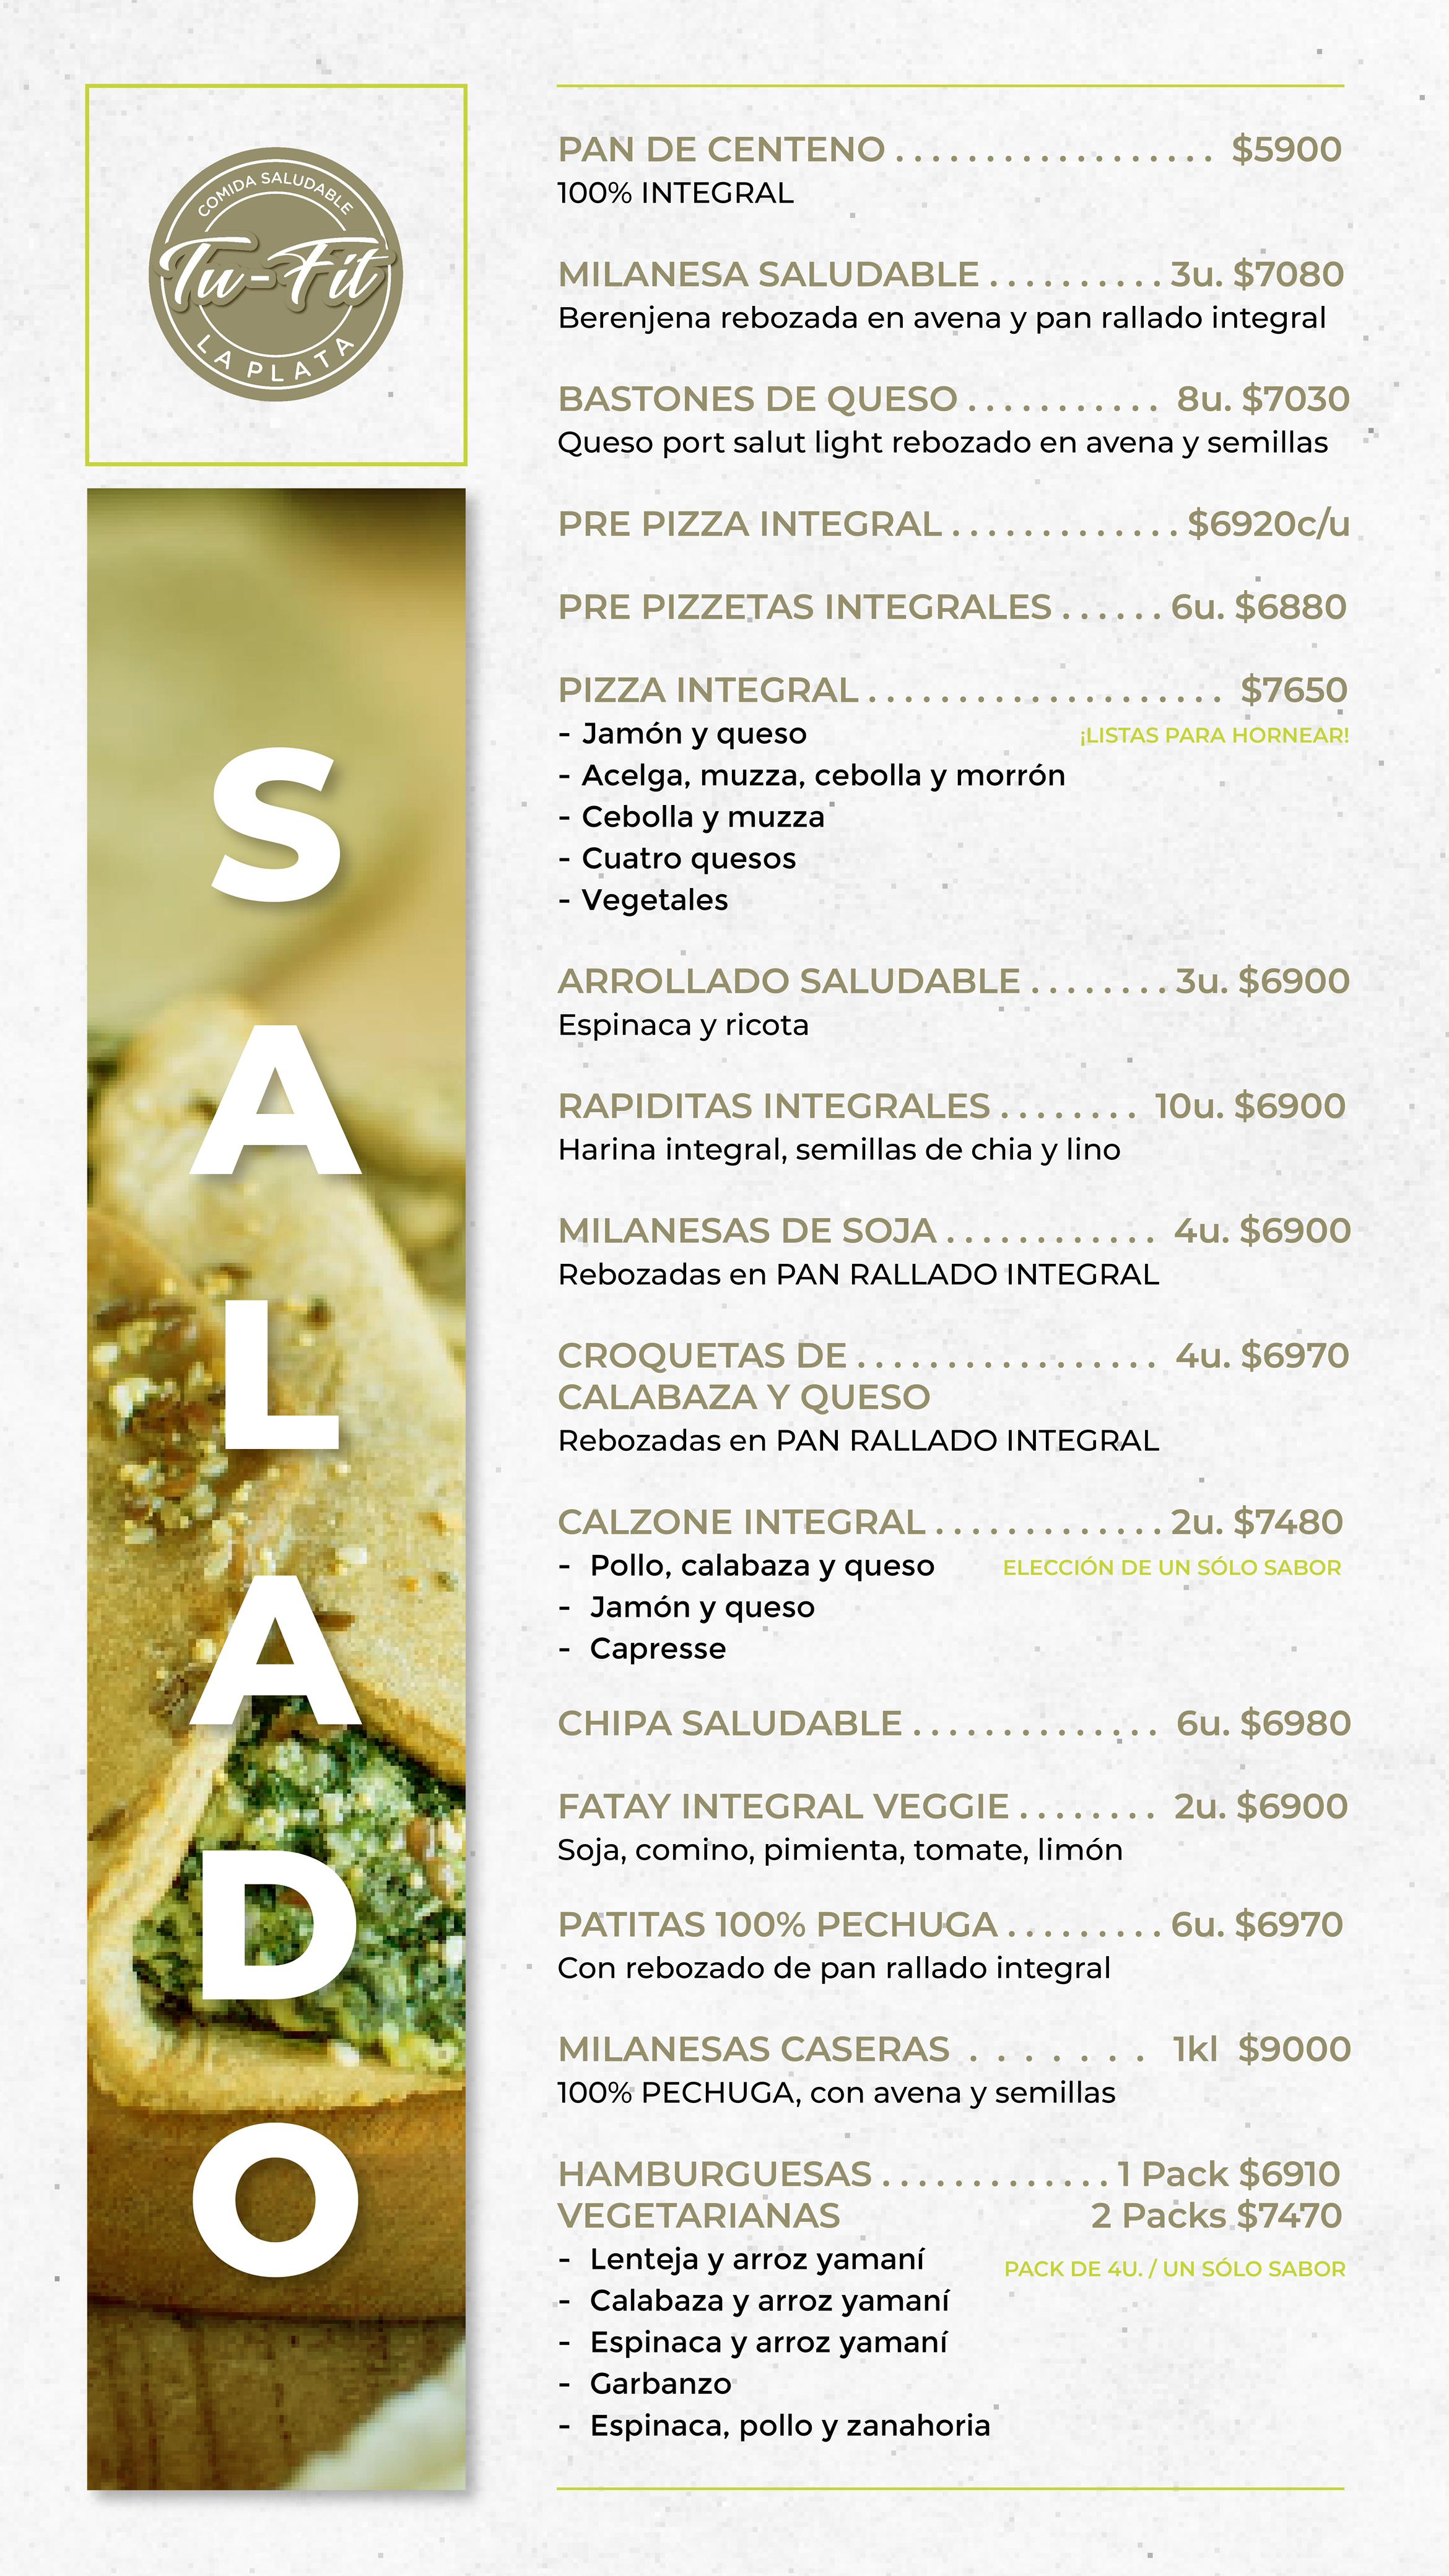 COMIDA SALUDABLE
Tu-Fit
LA PLATA
SALADO
PAN DE CENTENO . . . . . . . . . . . . . . . . . . $5900
100% INTEGRAL
MILANESA SALUDABLE . . . . . . . . . . 3u. $7080
Berenjena rebozada en avena y pan rallado integral
BASTONES DE QUESO . . . . . . . . . . . 8u. $7030
Queso port salut light rebozado en avena y semillas
PRE PIZZA INTEGRAL . . . . . . . . . . . . . $6920c/u
PRE PIZZETAS INTEGRALES . . . . . . 6u. $6880
PIZZA INTEGRAL . . . . . . . . . . . . . . . . . . . . $7650
- Jamón y queso ¡LISTAS PARA HORNEAR!
- Acelga, muzza, cebolla y morrón
- Cebolla y muzza
- Cuatro quesos
- Vegetales
ARROLLADO SALUDABLE . . . . . . . . 3u. $6900
Espinaca y ricota
RAPIDITAS INTEGRALES . . . . . . . . 10u. $6900
Harina integral, semillas de chia y lino
MILANESAS DE SOJA . . . . . . . . . . . . 4u. $6900
Rebozadas en PAN RALLADO INTEGRAL
CROQUETAS DE . . . . . . . . . . . . . . . . . 4u. $6970
CALABAZA Y QUESO
Rebozadas en PAN RALLADO INTEGRAL
CALZONE INTEGRAL . . . . . . . . . . . . . 2u. $7480
- Pollo, calabaza y queso ELECCIÓN DE UN SÓLO SABOR
- Jamón y queso
- Capresse
CHIPA SALUDABLE . . . . . . . . . . . . . . 6u. $6980
FATAY INTEGRAL VEGGIE . . . . . . . . 2u. $6900
Soja, comino, pimienta, tomate, limón
PATITAS 100% PECHUGA . . . . . . . . . 6u. $6970
Con rebozado de pan rallado integral
MILANESAS CASERAS . . . . . . . 1kl $9000
100% PECHUGA, con avena y semillas
HAMBURGUESAS . . . . . . . . . . . . . 1 Pack $6910
VEGETARIANAS 2 Packs $7470
- Lenteja y arroz yamaní PACK DE 4U. / UN SÓLO SABOR
- Calabaza y arroz yamaní
- Espinaca y arroz yamaní
- Garbanzo
- Espinaca, pollo y zanahoria